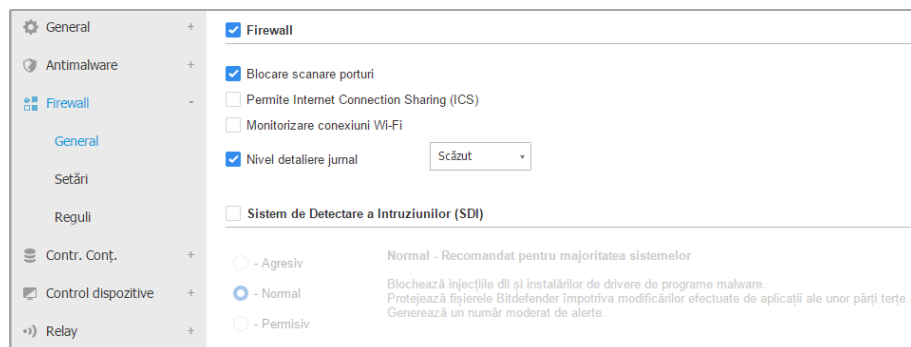 General +
Antimalware +
Firewall -
General
Setări
Reguli
Contr. Conț. +
Control dispozitive +
Relay +
Firewall
Blocare scanare porturi
Permite Internet Connection Sharing (ICS)
Monitorizare conexiuni Wi-Fi
Nivel detaliere jurnal Scăzut
Sistem de Detectare a Intruziunilor (SDI)
- Agresiv
- Normal
- Permisiv
Normal - Recomandat pentru majoritatea sistemelor
Blochează injecțiile dll și instalărilor de drivere de programe malware.
Protejează fișierele Bitdefender împotriva modificărilor efectuate de aplicații ale unor părți terțe.
Generează un număr moderat de alerte.